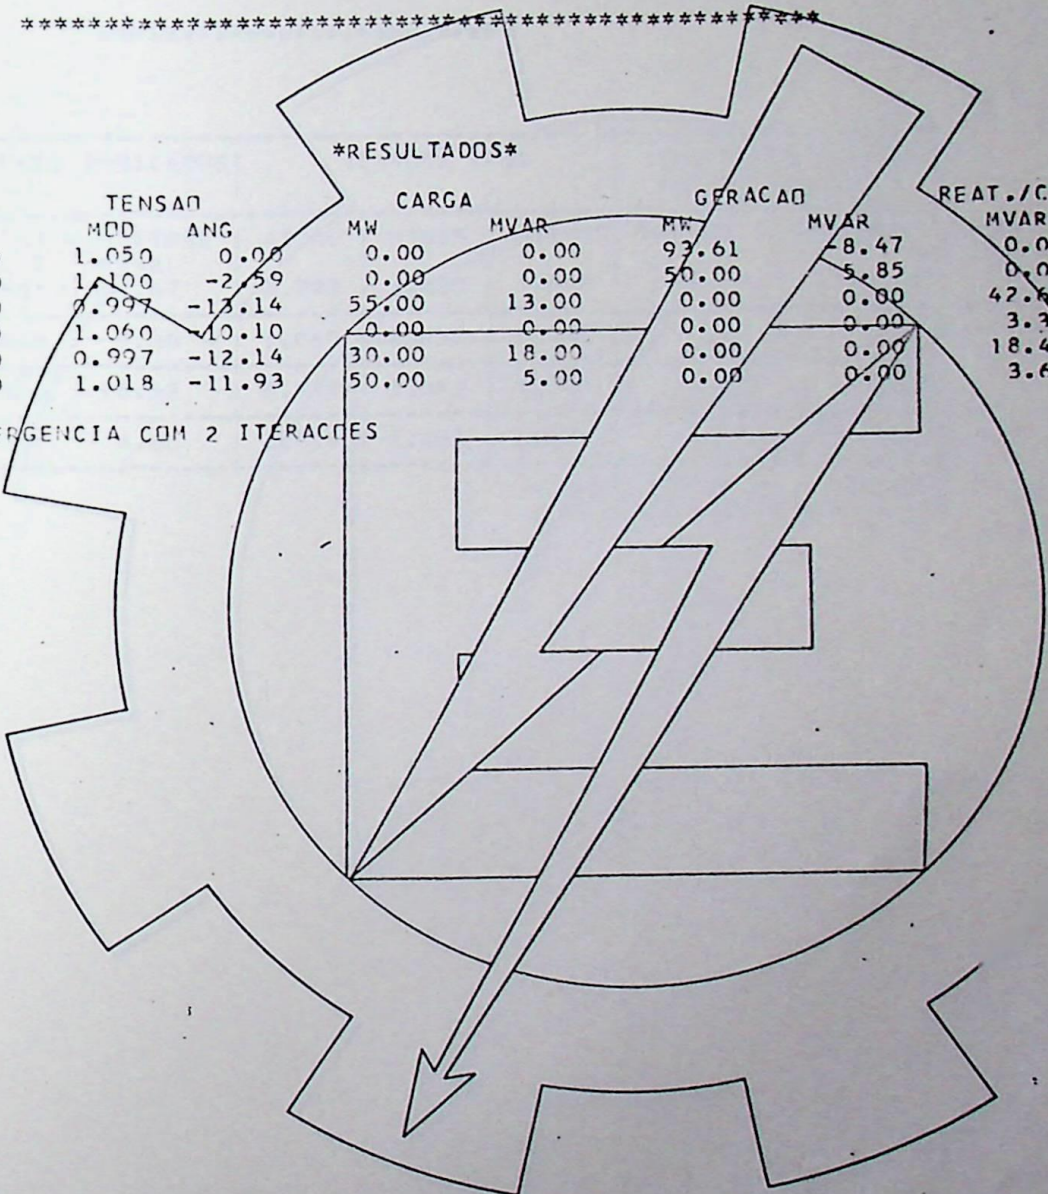 *************************************************
*RESULTADOS*
TENSAO CARGA GERACAO REAT./C
MOD ANG MW MVAR MW MVAR MVAR
1.050 0.00 0.00 0.00 93.61 -8.47 0.0
1.100 -2.59 0.00 0.00 50.00 5.85 0.0
0.997 -13.14 55.00 13.00 0.00 0.00 42.6
1.060 -10.10 0.00 0.00 0.00 0.00 3.3
0.997 -12.14 30.00 18.00 0.00 0.00 18.4
1.018 -11.93 50.00 5.00 0.00 0.00 3.6
ERGENCIA COM 2 ITERACOES